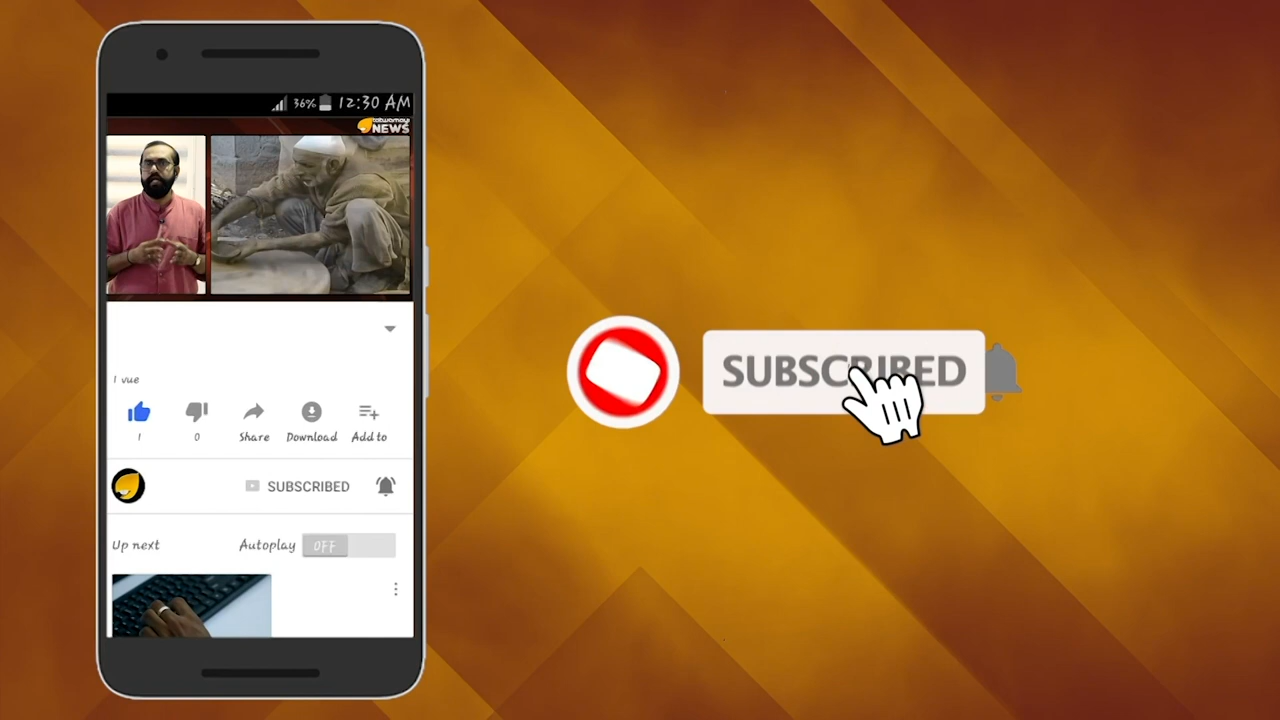 36% 12:30 AM
tatwamayi
NEWS
1 vue
1
0
Share
Download
Add to
SUBSCRIBED
Up next
Autoplay
OFF
SUBSCRIBED